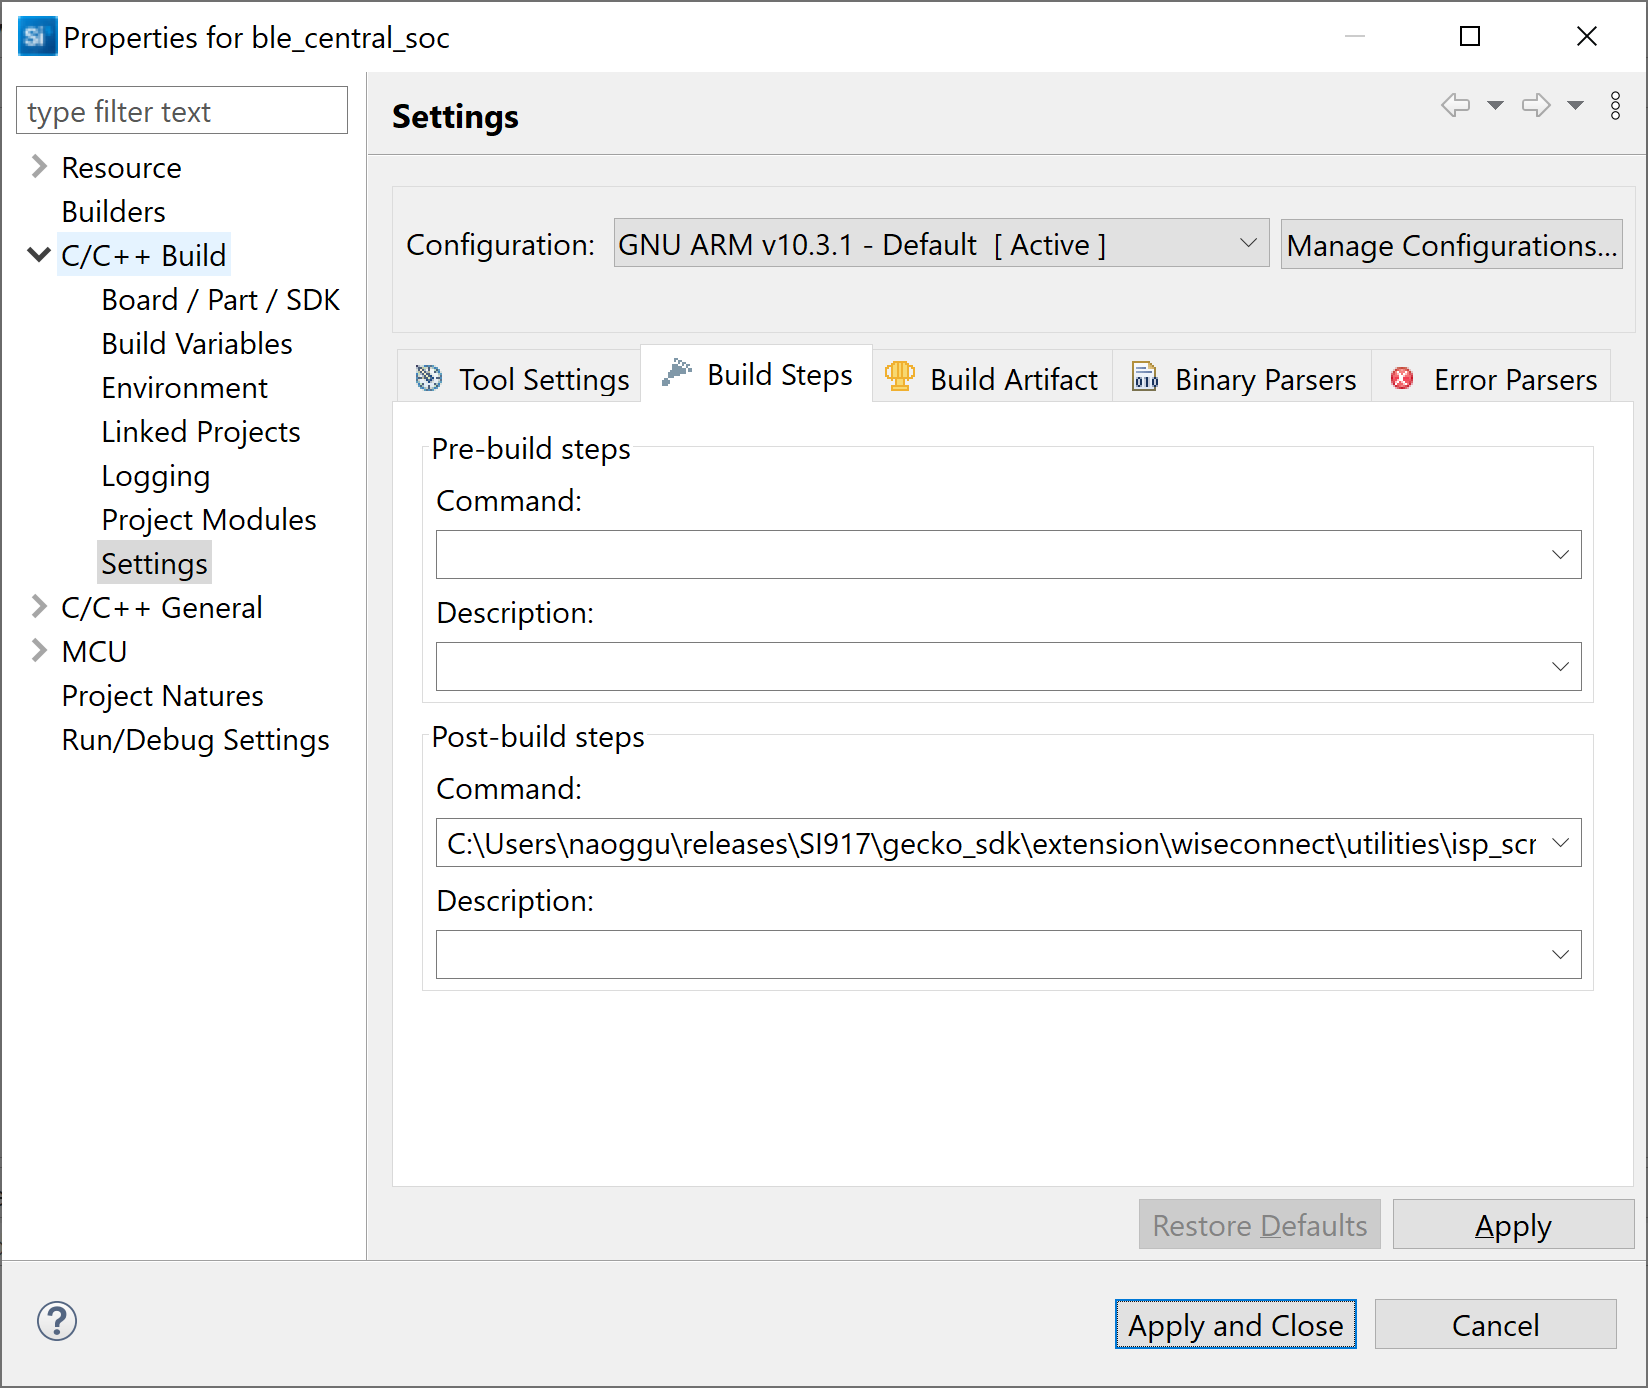 Si
Properties for ble_central_soc
type filter text
Resource
Builders
C/C++ Build
Board / Part / SDK
Build Variables
Environment
Linked Projects
Logging
Project Modules
Settings
C/C++ General
MCU
Project Natures
Run/Debug Settings
Settings
Configuration: GNU ARM v10.3.1 - Default [ Active ] Manage Configurations...
Tool Settings Build Steps Build Artifact 010 Binary Parsers Error Parsers
Pre-build steps
Command:
Description:
Post-build steps
Command:
C:\Users\naoggu\releases\SI917\gecko_sdk\extension\wiseconnect\utilities\isp_scr
Description:
Restore Defaults Apply
? Apply and Close Cancel